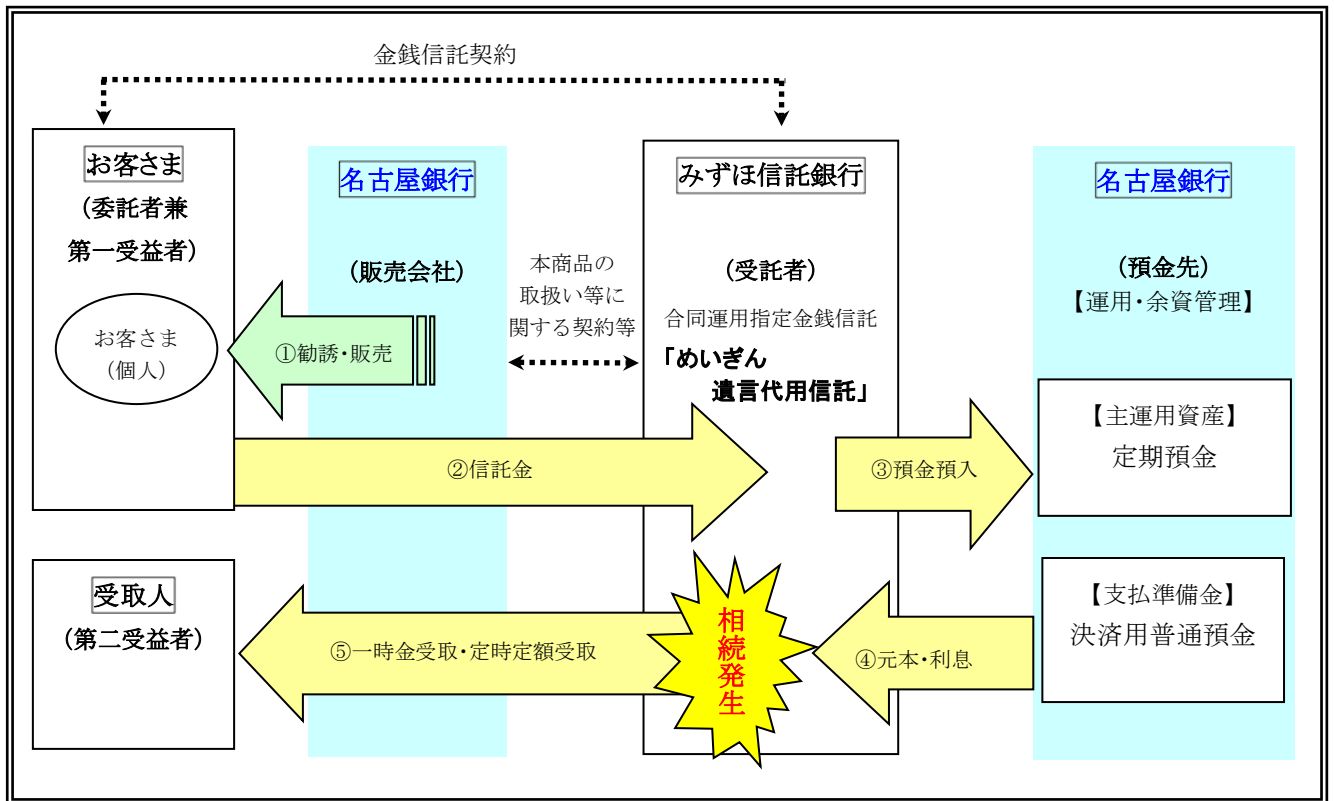 金銭信託契約
お客さま
(委託者兼
第一受益者)
お客さま
(個人)
名古屋銀行
(販売会社)
①勧誘・販売
本商品の
取扱い等に
関する契約等
みずほ信託銀行
(受託者)
合同運用指定金銭信託
「めいぎん
遺言代用信託」
名古屋銀行
(預金先)
【運用・余資管理】
【主運用資産】
定期預金
②信託金
③預金預入
受取人
(第二受益者)
⑤一時金受取・定時定額受取
相続発生
④元本・利息
【支払準備金】
決済用普通預金